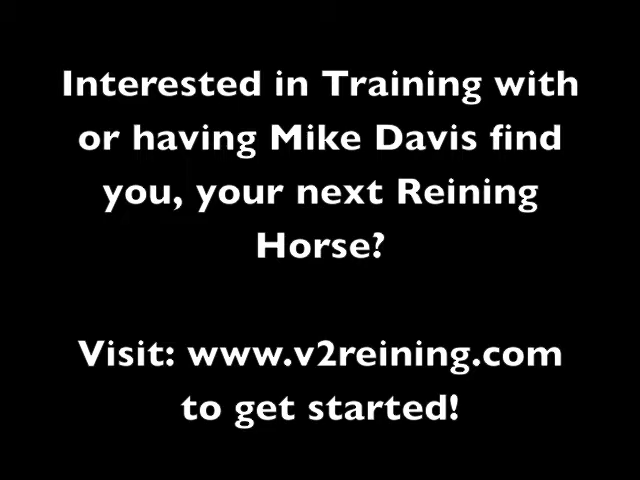 Interested in Training with
or having Mike Davis find
you, your next Reining
Horse?
Visit: www.v2reining.com
to get started!